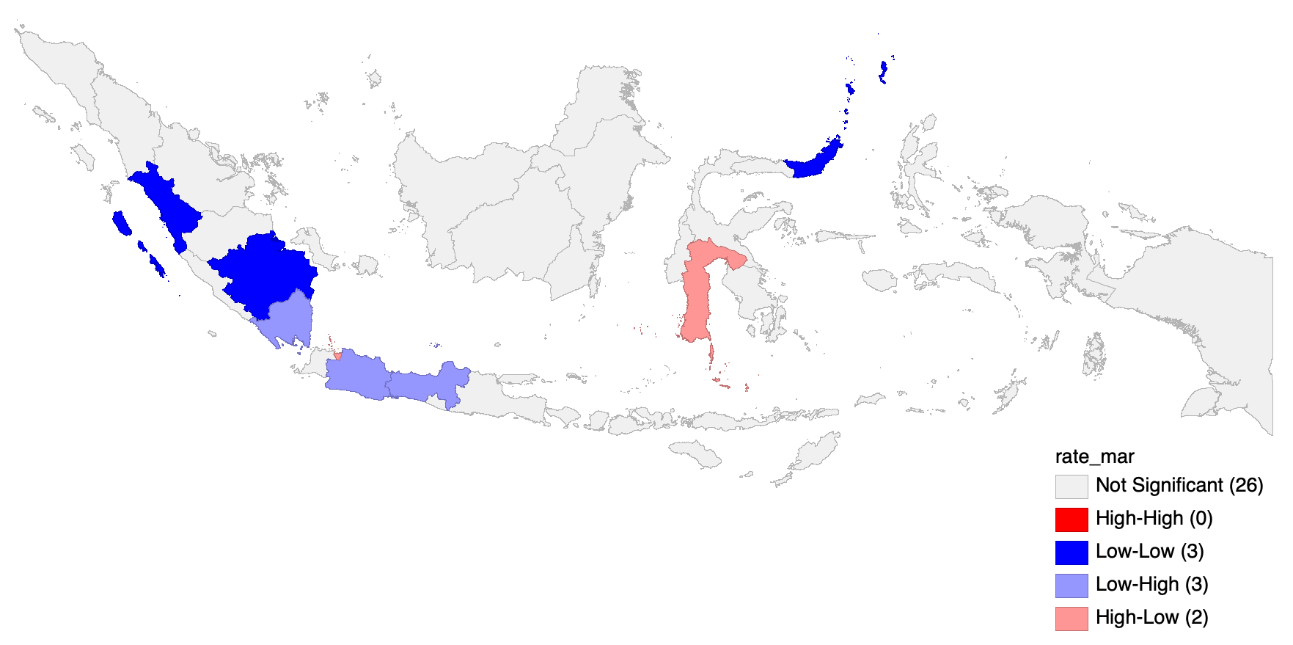 rate_mar
Not Significant (26)
High-High (0)
Low-Low (3)
Low-High (3)
High-Low (2)